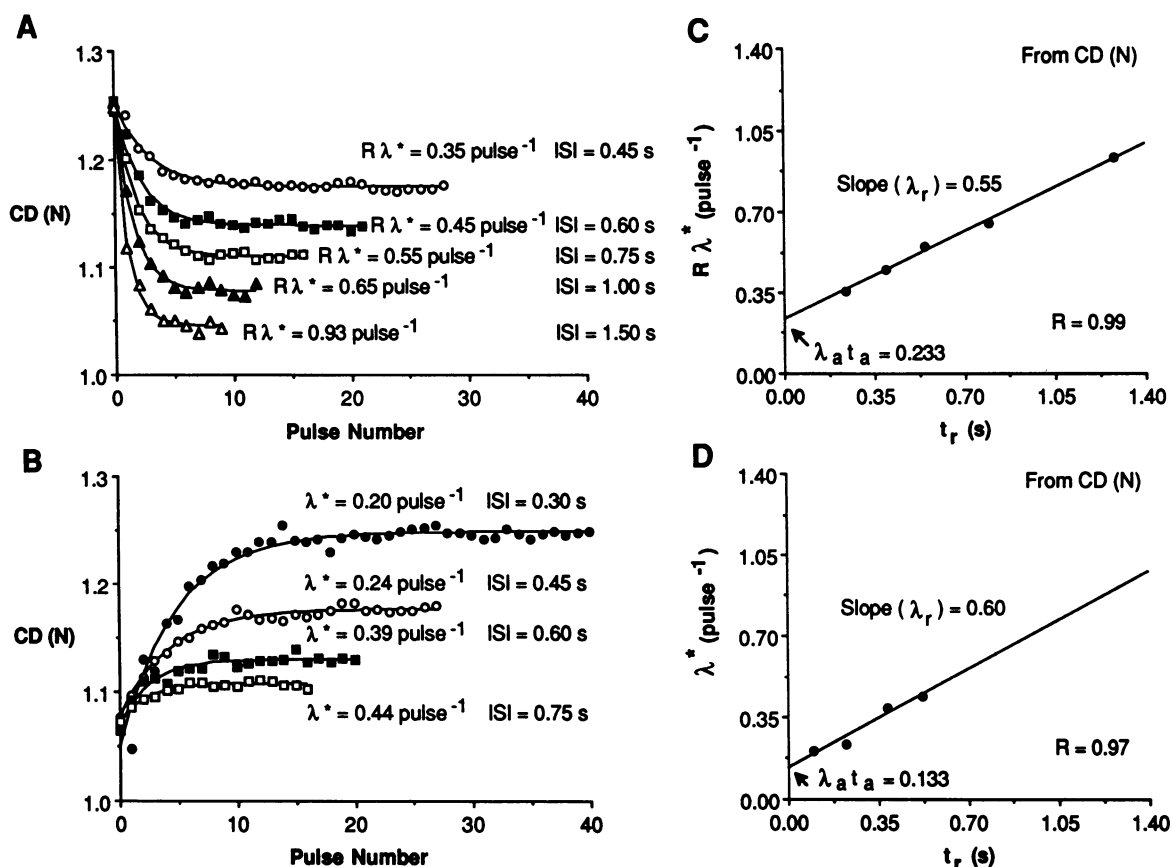 A
1.3
1.2
CD (N)
1.1
1.0
R λ* = 0.35 pulse⁻¹ ISI = 0.45 s
R λ* = 0.45 pulse⁻¹ ISI = 0.60 s
R λ* = 0.55 pulse⁻¹ ISI = 0.75 s
R λ* = 0.65 pulse⁻¹ ISI = 1.00 s
R λ* = 0.93 pulse⁻¹ ISI = 1.50 s
0 10 20 30 40
Pulse Number
B
1.3
1.2
CD (N)
1.1
1.0
λ* = 0.20 pulse⁻¹ ISI = 0.30 s
λ* = 0.24 pulse⁻¹ ISI = 0.45 s
λ* = 0.39 pulse⁻¹ ISI = 0.60 s
λ* = 0.44 pulse⁻¹ ISI = 0.75 s
0 10 20 30 40
Pulse Number
C
1.40
1.05
0.70
0.35
0.00
R λ* (pulse⁻¹)
From CD (N)
Slope (λr) = 0.55
R = 0.99
λa ta = 0.233
0.00 0.35 0.70 1.05 1.40
tr (s)
D
1.40
1.05
0.70
0.35
0.00
λ* (pulse⁻¹)
From CD (N)
Slope (λr) = 0.60
R = 0.97
λa ta = 0.133
0.00 0.35 0.70 1.05 1.40
tr (s)